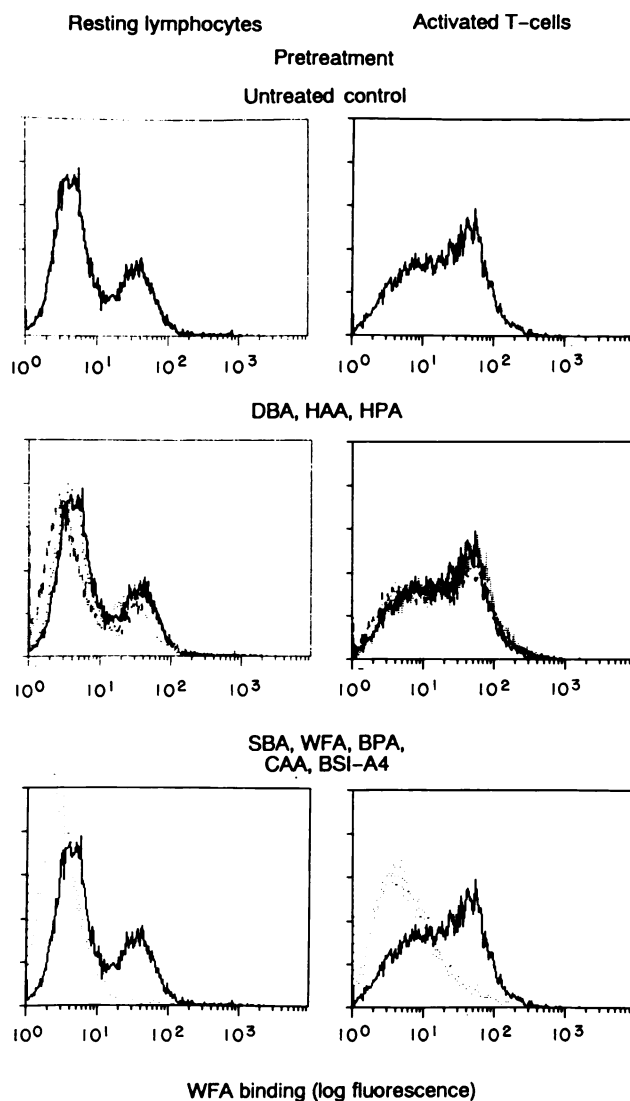 Resting lymphocytes Activated T-cells
Pretreatment
Untreated control
10⁰ 10¹ 10² 10³ 10⁰ 10¹ 10² 10³
DBA, HAA, HPA
10⁰ 10¹ 10² 10³ 10⁰ 10¹ 10² 10³
SBA, WFA, BPA,
CAA, BSI-A4
10⁰ 10¹ 10² 10³ 10⁰ 10¹ 10² 10³
WFA binding (log fluorescence)